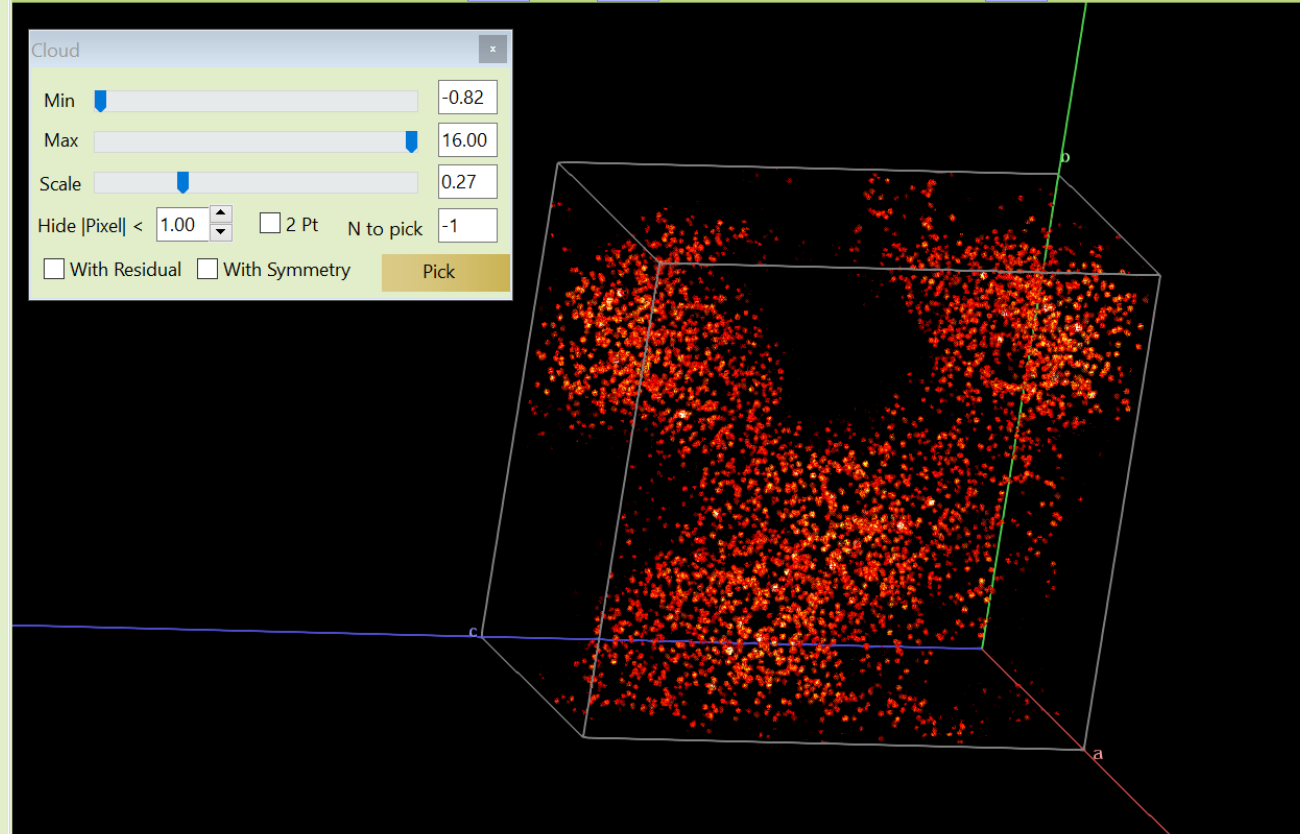 Cloud x
Min -0.82
Max 16.00
Scale 0.27
Hide |Pixel| < 1.00 2 Pt N to pick -1
With Residual With Symmetry Pick
b
c
a